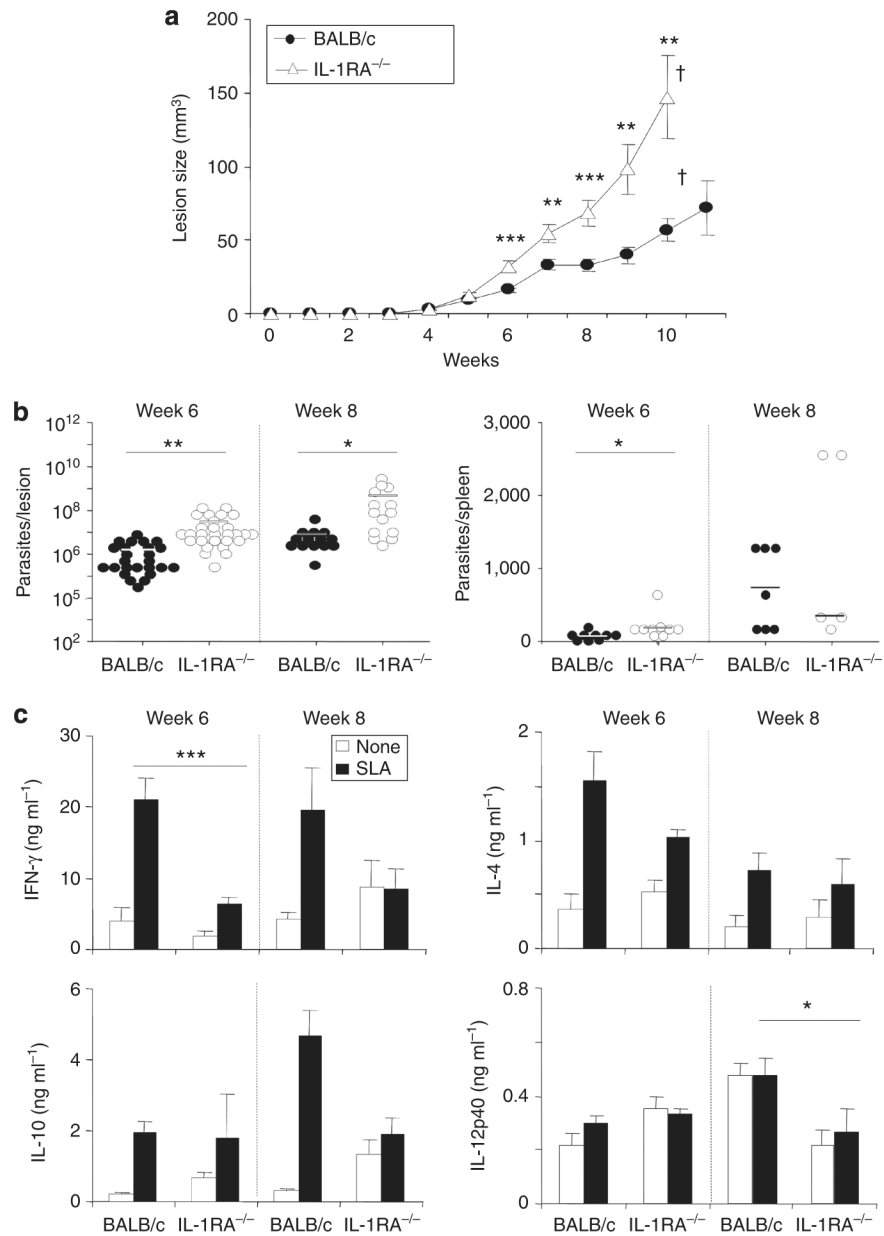 a
200
150
100
50
0
Lesion size (mm³)
BALB/c
IL-1RA⁻/⁻
***
**
***
**
**
†
†
0 2 4 6 8 10
Weeks
b
Week 6 Week 8
10¹²
10¹⁰
10⁸
10⁶
10⁵
10²
Parasites/lesion
** *
BALB/c IL-1RA⁻/⁻ BALB/c IL-1RA⁻/⁻
Week 6 Week 8
3,000
2,000
1,000
0
Parasites/spleen
*
BALB/c IL-1RA⁻/⁻ BALB/c IL-1RA⁻/⁻
c
Week 6 Week 8
30
20
10
0
IFN-γ (ng ml⁻¹)
***
None
SLA
Week 6 Week 8
2
1
0
IL-4 (ng ml⁻¹)
6
4
2
0
IL-10 (ng ml⁻¹)
BALB/c IL-1RA⁻/⁻ BALB/c IL-1RA⁻/⁻
0.8
0.4
0
IL-12p40 (ng ml⁻¹)
*
BALB/c IL-1RA⁻/⁻ BALB/c IL-1RA⁻/⁻